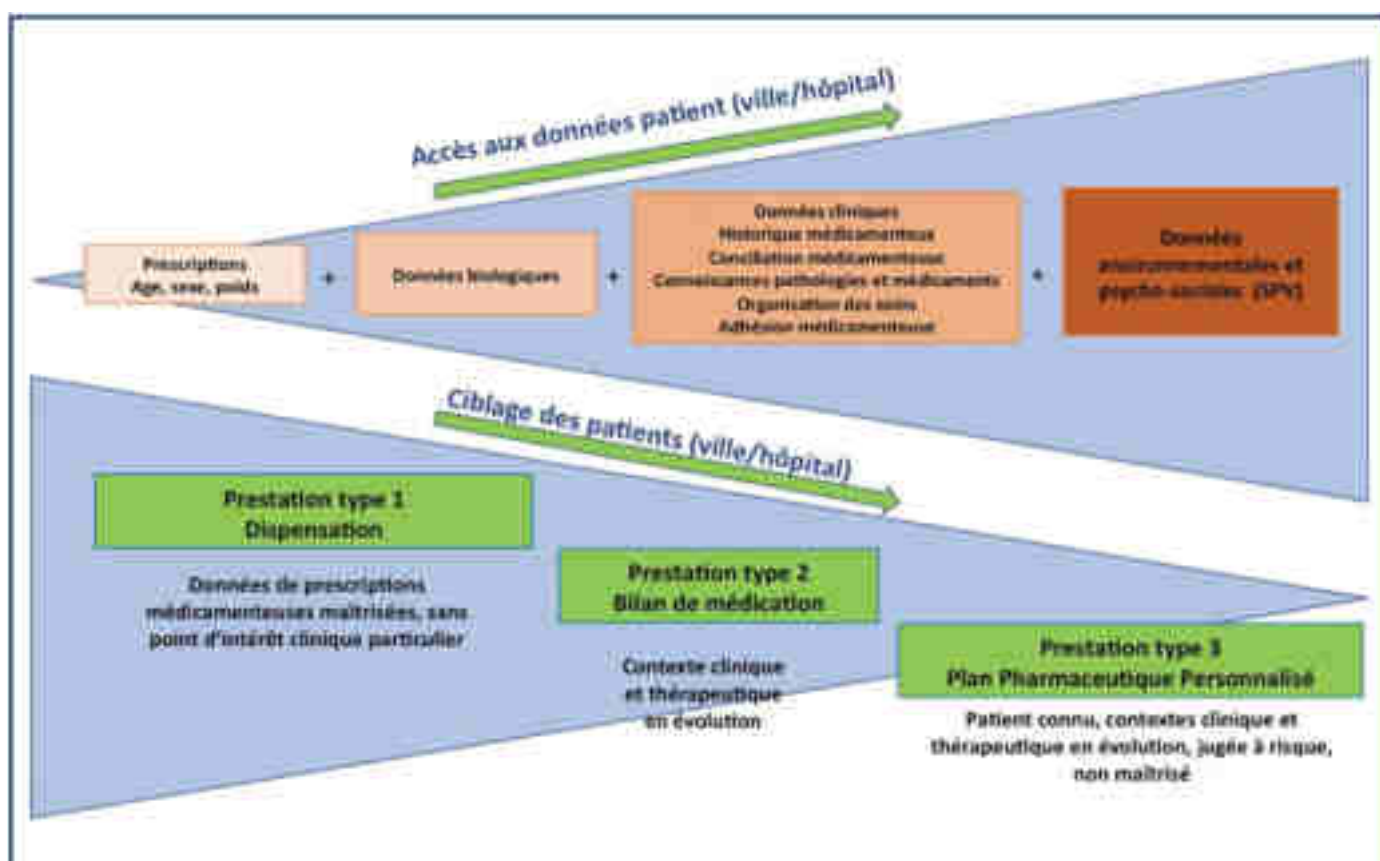 Accès aux données patient (ville/hôpital)
Prescriptions
Age, sexe, poids
+
Données biologiques
+
Données cliniques
Historique médicamenteux
Conciliation médicamenteuse
Connaissances pathologies et médicaments
Organisation des soins
Adhésion médicamenteuse
+
Données
environnementales et
psycho-sociales (SPV)
Ciblage des patients (ville/hôpital)
Prestation type 1
Dispensation
Données de prescriptions
médicamenteuses maîtrisées, sans
point d'intérêt clinique particulier
Prestation type 2
Bilan de médication
Contexte clinique
et thérapeutique
en évolution
Prestation type 3
Plan Pharmaceutique Personnalisé
Patient connu, contextes clinique et
thérapeutique en évolution, jugée à risque,
non maîtrisé